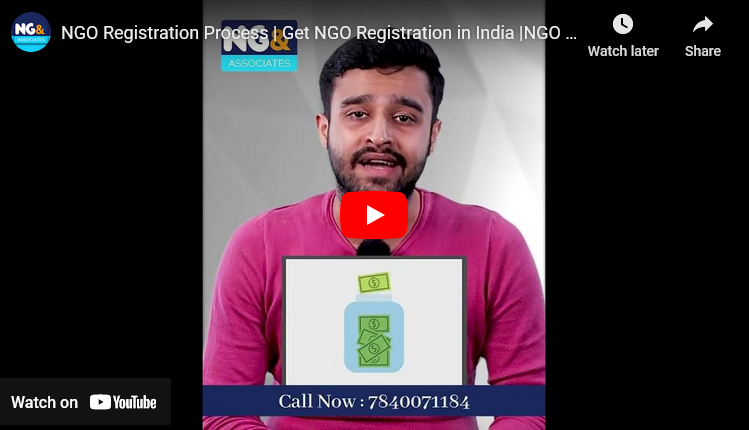 NG&
ASSOCIATES
NGO Registration Process | Get NGO Registration in India |NGO ...
Watch later
Share
NG&
ASSOCIATES
Call Now : 7840071184
Watch on YouTube